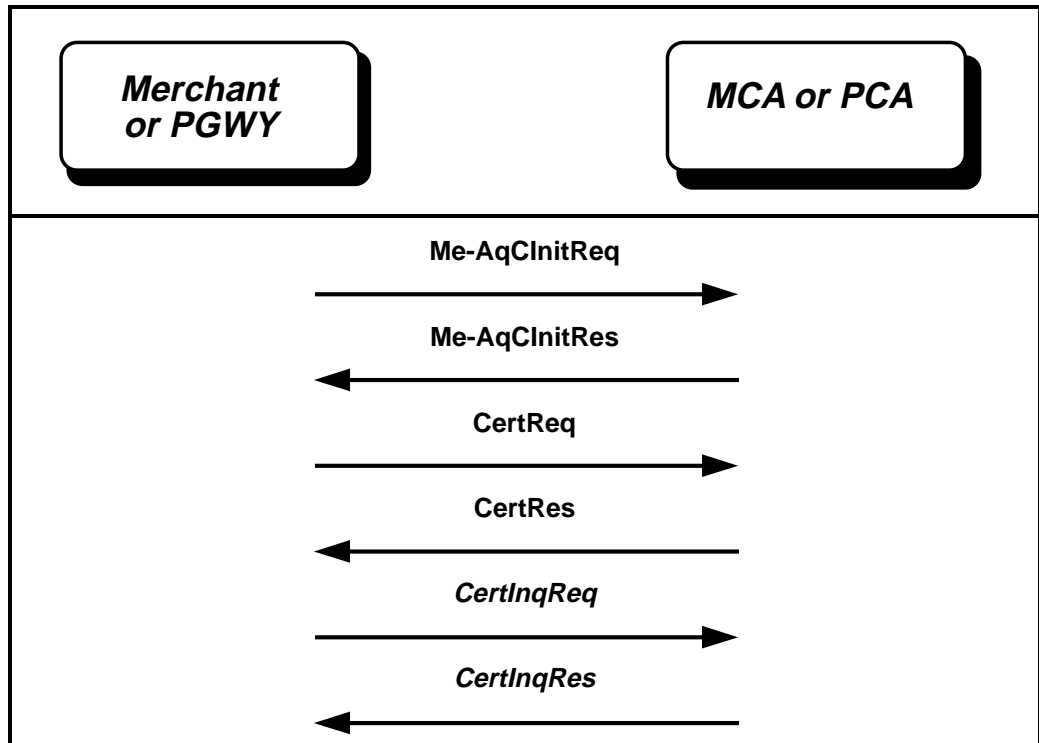 Merchant
or PGWY
MCA or PCA
Me-AqCInitReq
Me-AqCInitRes
CertReq
CertRes
CertInqReq
CertInqRes